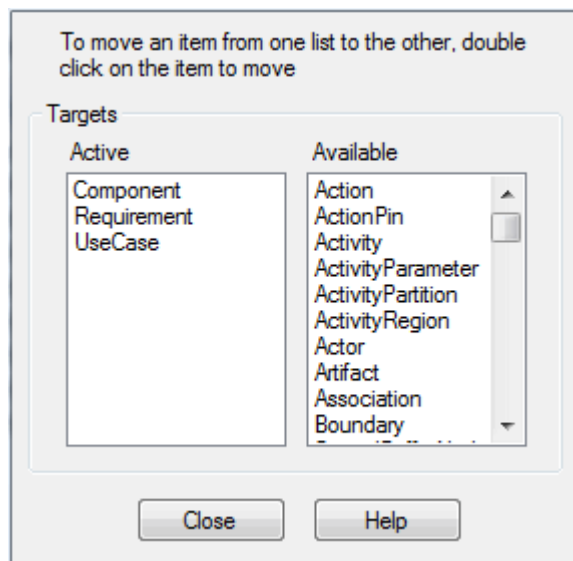 To move an item from one list to the other, double
click on the item to move
Targets
Active
Available
Component
Requirement
UseCase
Action
ActionPin
Activity
ActivityParameter
ActivityPartition
ActivityRegion
Actor
Artifact
Association
Boundary
Close
Help